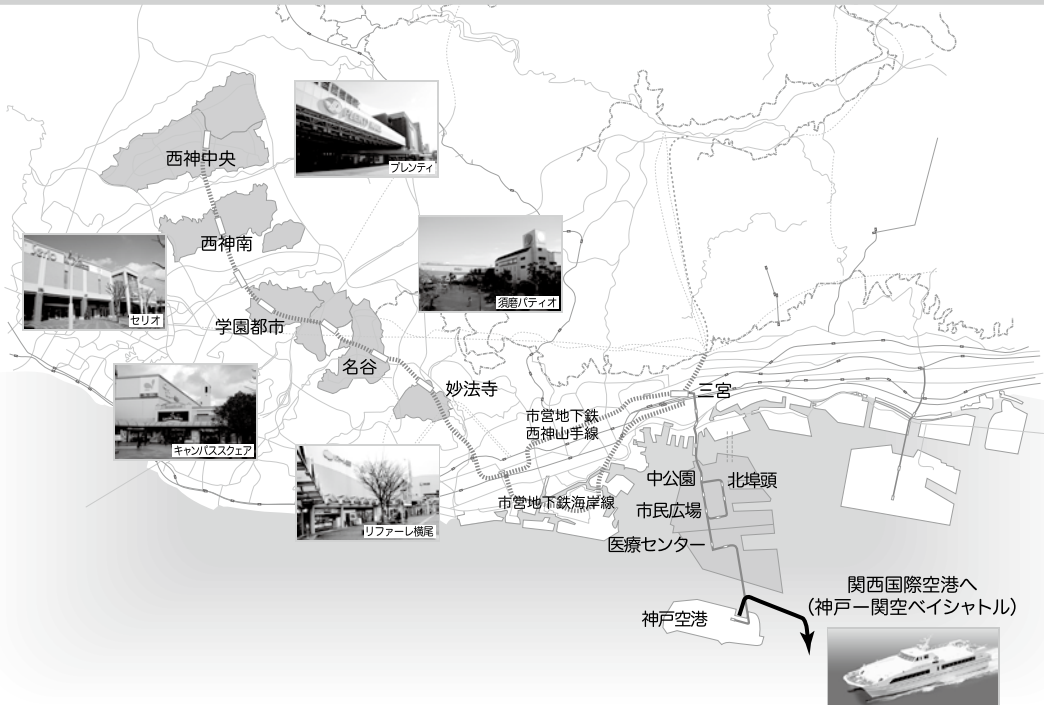 西神中央
プレンティ
西神南
セリオ
須磨パティオ
学園都市
名谷
妙法寺
キャンパススクェア
三宮
市営地下鉄
西神山手線
リファーレ横尾
市営地下鉄海岸線
中公園
北埠頭
市民広場
医療センター
神戸空港
関西国際空港へ
(神戸ー関空ベイシャトル)